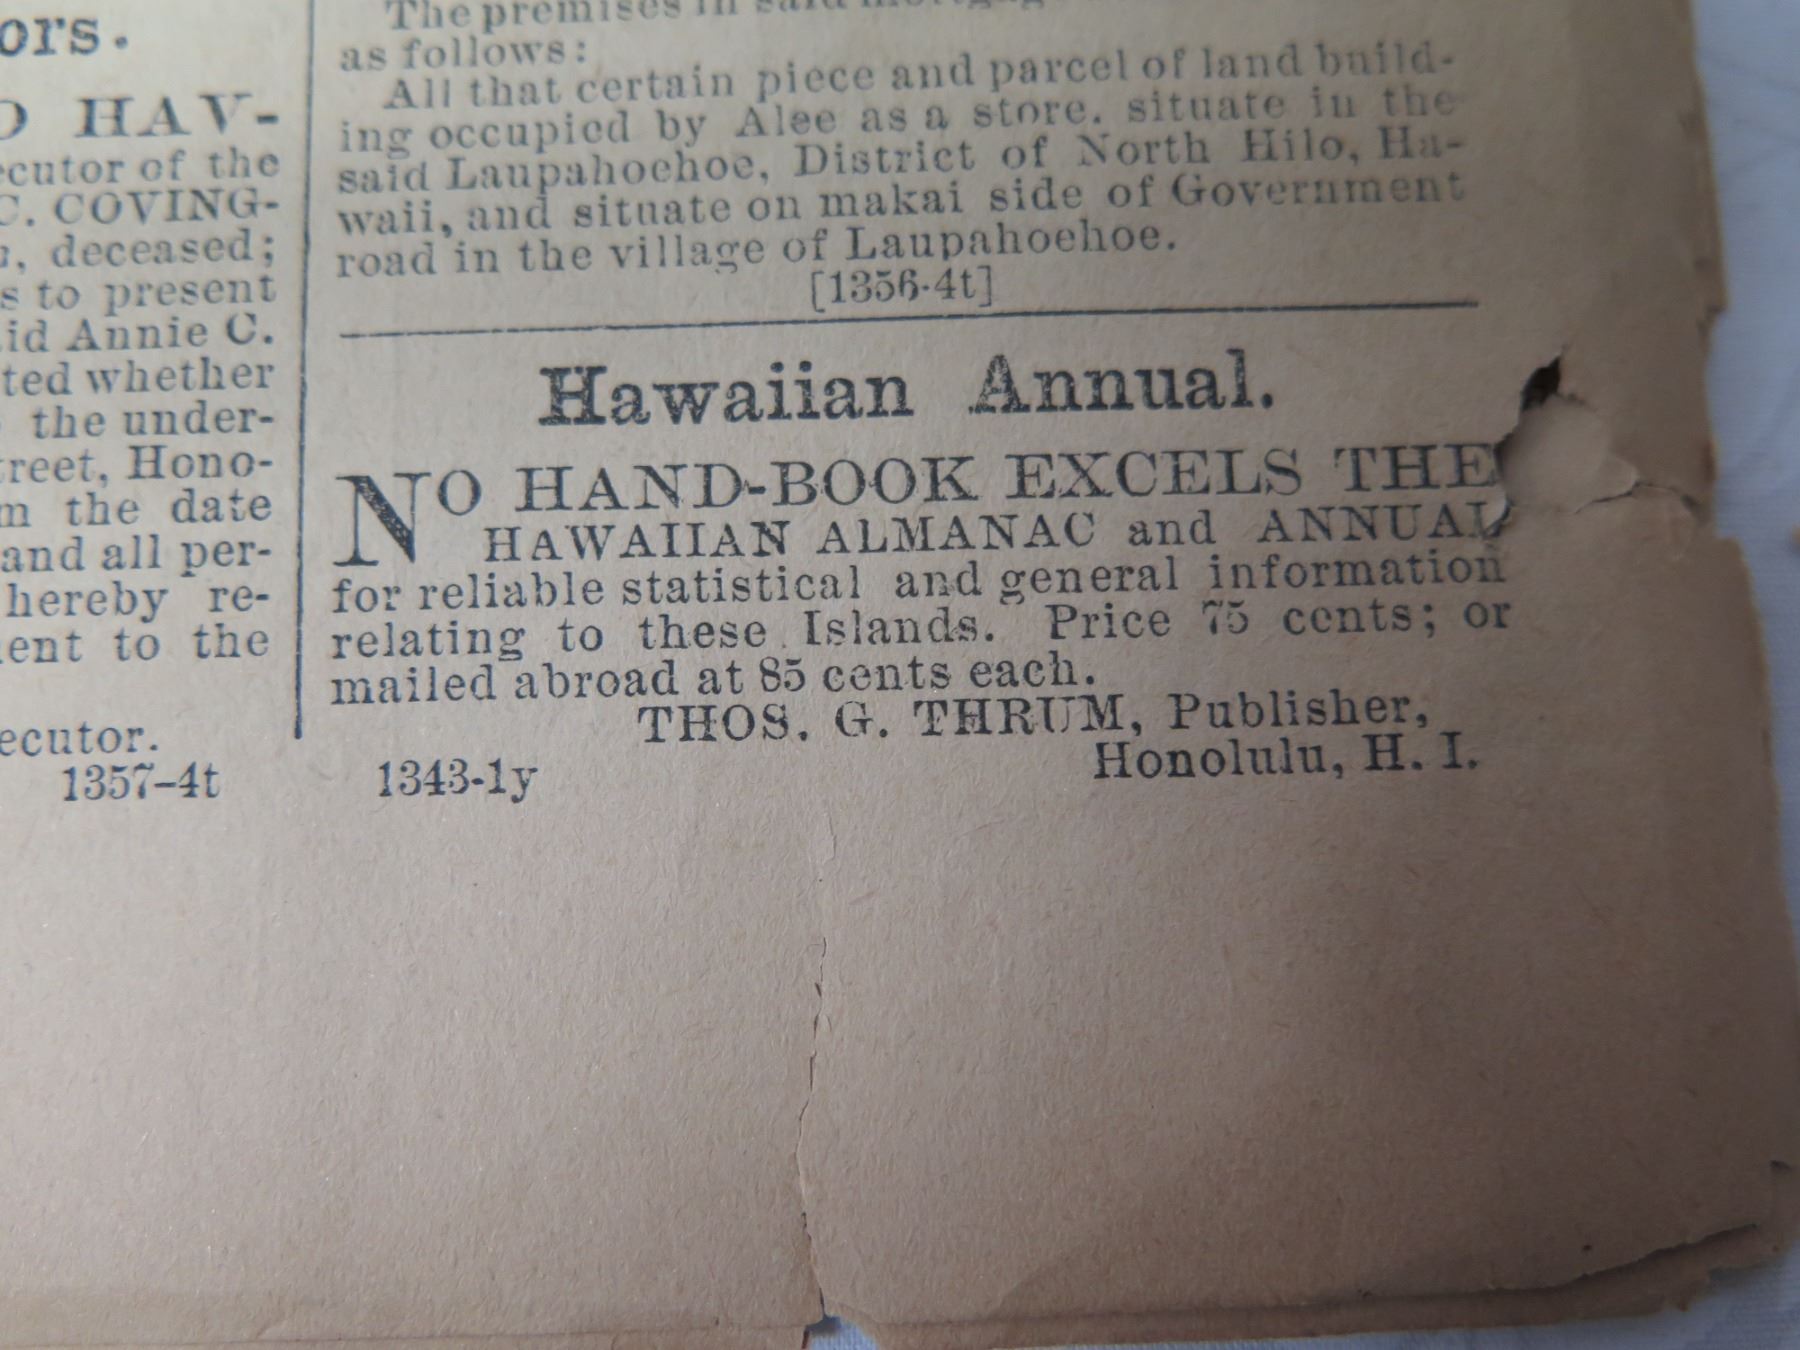 ors.
HAV-
ecutor of the
C. COVING-
deceased;
s to present
id Annie C.
ted whether
the under-
treet, Hono-
m the date
and all per-
hereby re-
ent to the
ecutor.
1357-4t
The premises in said
as follows:
All that certain piece and parcel of land build-
ing occupied by Alee as a store. situate in the
said Laupahoehoe, District of North Hilo, Ha-
waii, and situate on makai side of Government
road in the village of Laupahoehoe.
[1356-4t]
Hawaiian Annual.
NO HAND-BOOK EXCELS THE
HAWAIIAN ALMANAC and ANNUAL
for reliable statistical and general information
relating to these Islands. Price 75 cents; or
mailed abroad at 85 cents each.
THOS. G. THRUM, Publisher,
Honolulu, H. I.
1343-1y